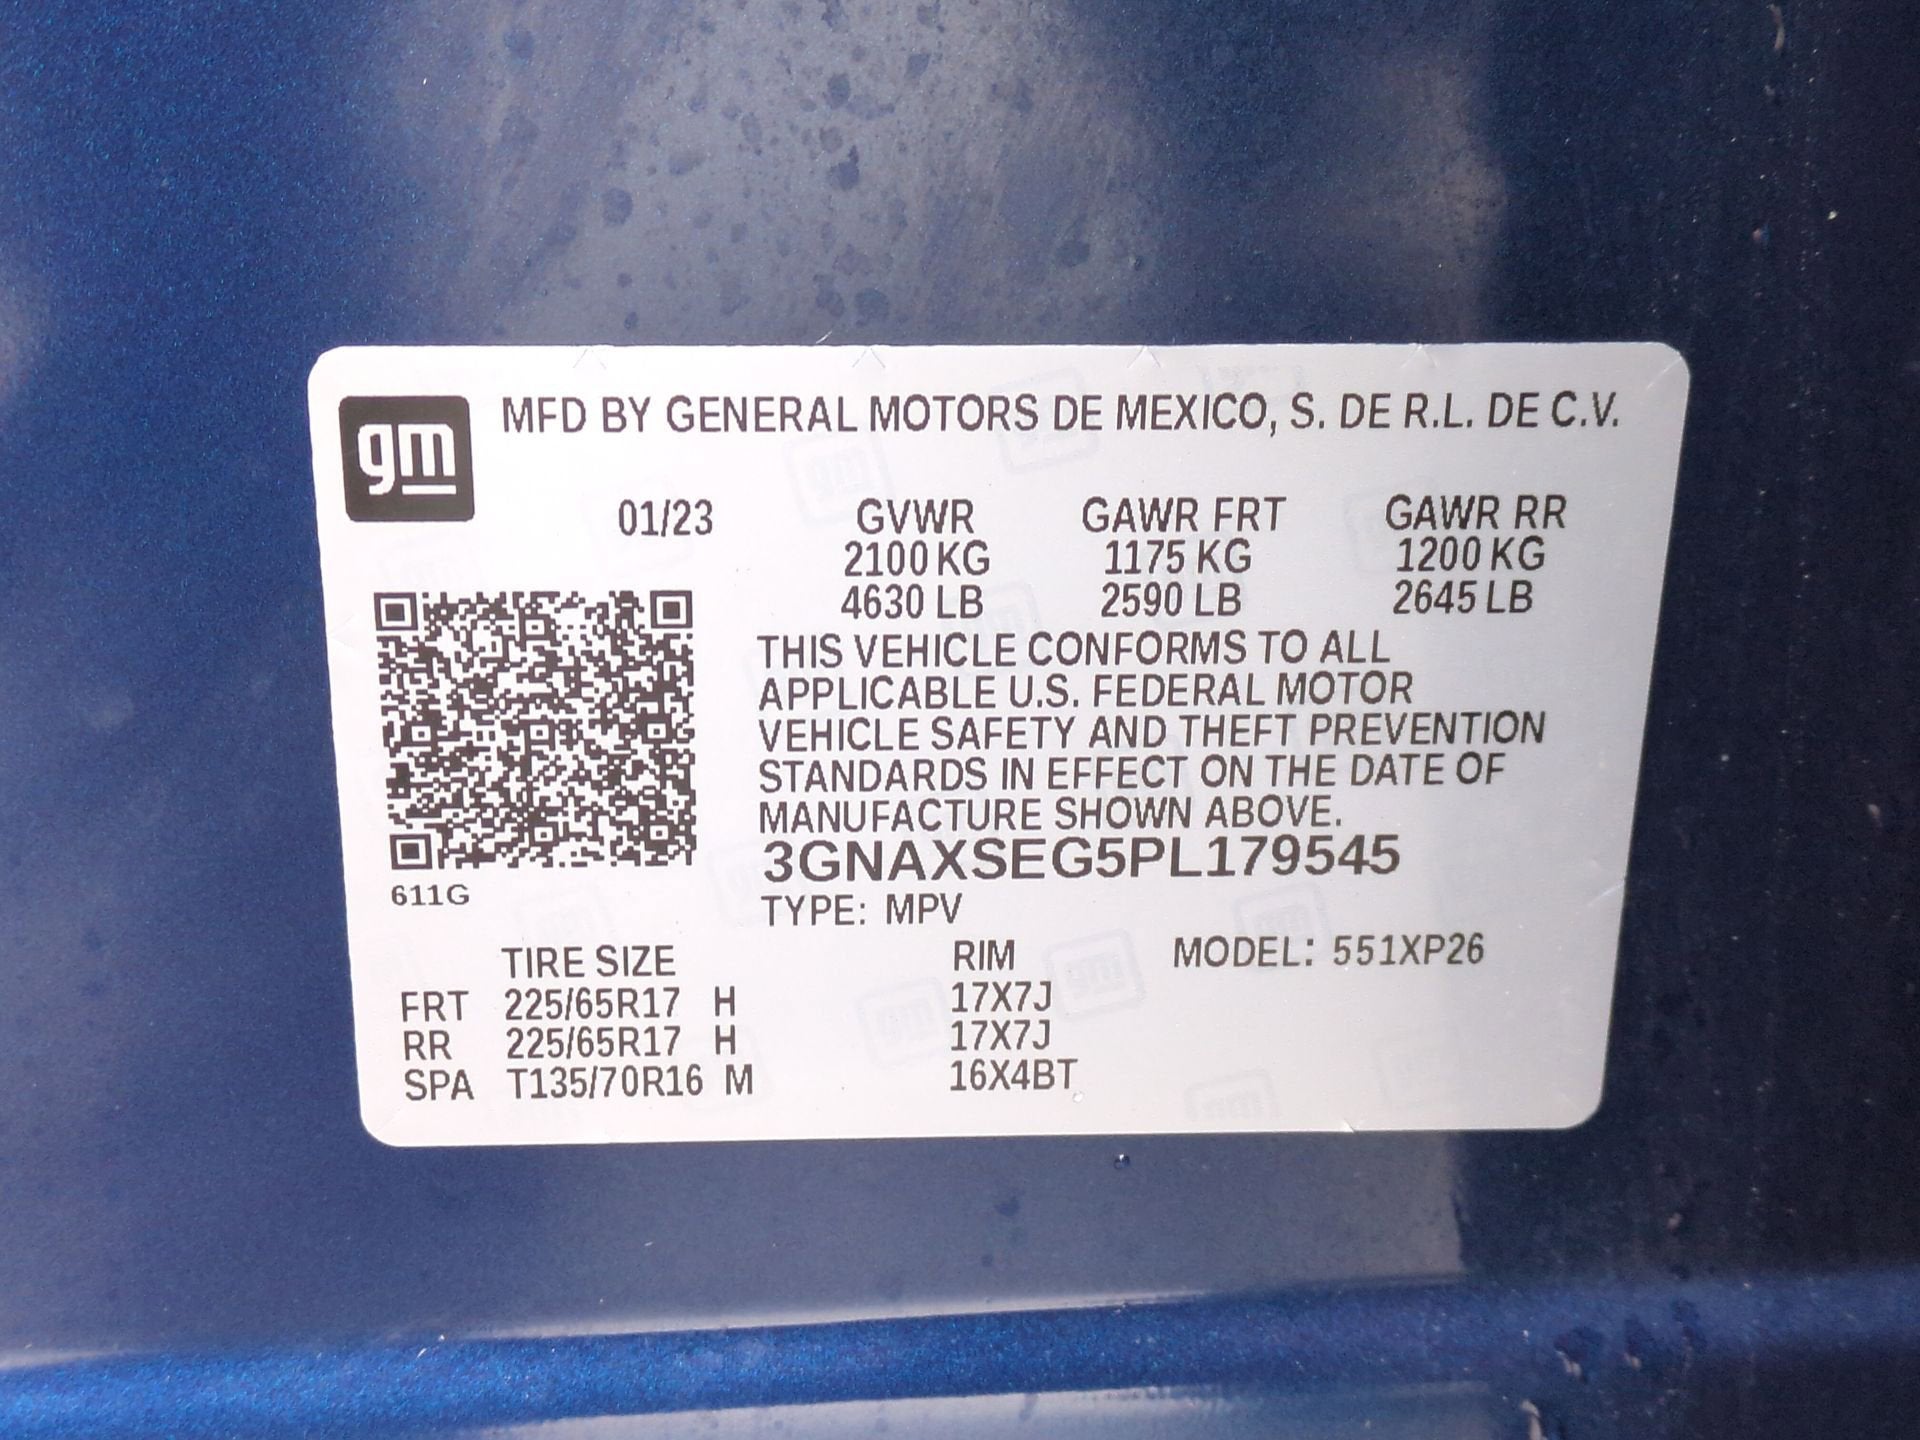 gm
MFD BY GENERAL MOTORS DE MEXICO, S. DE R.L. DE C.V.
01/23 GVWR GAWR FRT GAWR RR
2100 KG 1175 KG 1200 KG
4630 LB 2590 LB 2645 LB
THIS VEHICLE CONFORMS TO ALL
APPLICABLE U.S. FEDERAL MOTOR
VEHICLE SAFETY AND THEFT PREVENTION
STANDARDS IN EFFECT ON THE DATE OF
MANUFACTURE SHOWN ABOVE.
3GNAXSEG5PL179545
611G
TYPE: MPV
TIRE SIZE RIM MODEL: 551XP26
FRT 225/65R17 H 17X7J
RR 225/65R17 H 17X7J
SPA T135/70R16 M 16X4BT